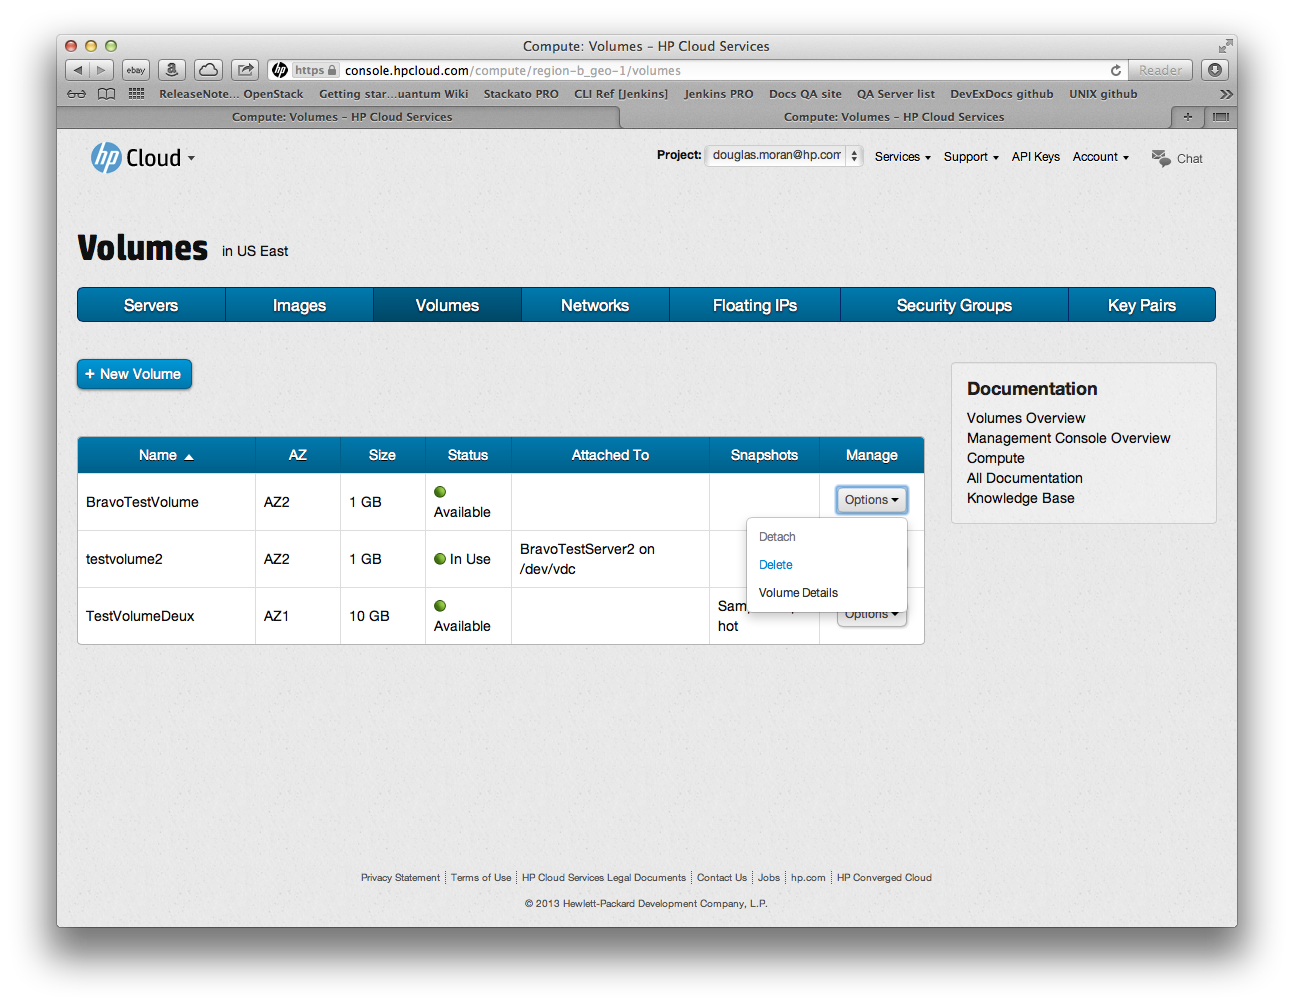 Compute: Volumes – HP Cloud Services
ebay
a
hp
https
console.hpcloud.com/compute/region-b_geo-1/volumes
Reader
ReleaseNote... OpenStack
Getting star...uantum Wiki
Stackato PRO
CLI Ref [Jenkins]
Jenkins PRO
Docs QA site
QA Server list
DevExDocs github
UNIX github
Compute: Volumes – HP Cloud Services
Compute: Volumes – HP Cloud Services
hp Cloud
Project: douglas.moran@hp.com
Services
Support
API Keys
Account
Chat
Volumes in US East
Servers
Images
Volumes
Networks
Floating IPs
Security Groups
Key Pairs
+ New Volume
Name
AZ
Size
Status
Attached To
Snapshots
Manage
BravoTestVolume
AZ2
1 GB
Available
Options
Detach
Delete
Volume Details
testvolume2
AZ2
1 GB
In Use
BravoTestServer2 on
/dev/vdc
TestVolumeDeux
AZ1
10 GB
Available
hot
Options
Documentation
Volumes Overview
Management Console Overview
Compute
All Documentation
Knowledge Base
Privacy Statement
Terms of Use
HP Cloud Services Legal Documents
Contact Us
Jobs
hp.com
HP Converged Cloud
© 2013 Hewlett-Packard Development Company, L.P.